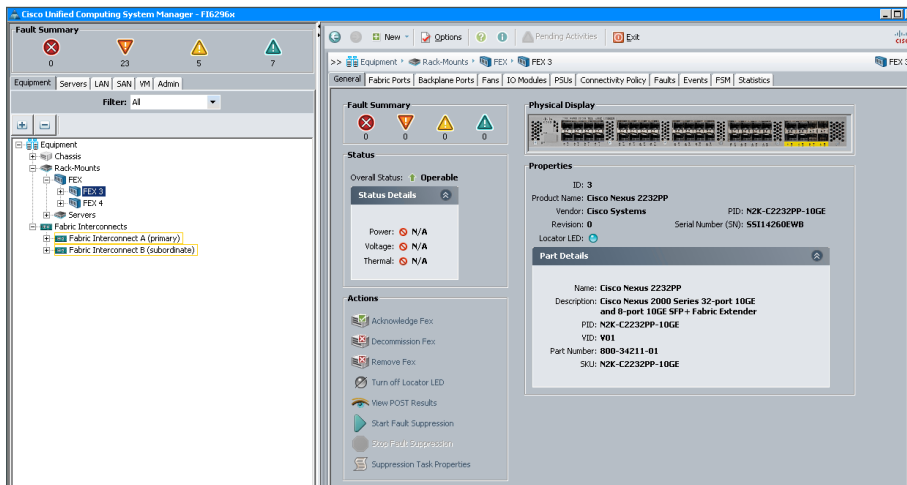 Cisco Unified Computing System Manager - FI6296x
Fault Summary
0 23 5 7
Equipment Servers LAN SAN VM Admin
Filter: All
Equipment
Chassis
Rack-Mounts
FEX
FEX 3
FEX 4
Servers
Fabric Interconnects
Fabric Interconnect A (primary)
Fabric Interconnect B (subordinate)
New Options Pending Activities Exit
>> Equipment Rack-Mounts FEX FEX 3 FEX 3
General Fabric Ports Backplane Ports Fans IO Modules PSUs Connectivity Policy Faults Events FSM Statistics
Fault Summary
0 0 0 0
Status
Overall Status: Operable
Status Details
Power: N/A
Voltage: N/A
Thermal: N/A
Actions
Acknowledge Fex
Decommission Fex
Remove Fex
Turn off Locator LED
View POST Results
Start Fault Suppression
Stop Fault Suppression
Suppression Task Properties
Physical Display
Properties
ID: 3
Product Name: Cisco Nexus 2232PP
Vendor: Cisco Systems PID: N2K-C2232PP-10GE
Revision: 0 Serial Number (SN): SSI14260EWB
Locator LED:
Part Details
Name: Cisco Nexus 2232PP
Description: Cisco Nexus 2000 Series 32-port 10GE
and 8-port 10GE SFP+ Fabric Extender
PID: N2K-C2232PP-10GE
VID: V01
Part Number: 800-34211-01
SKU: N2K-C2232PP-10GE